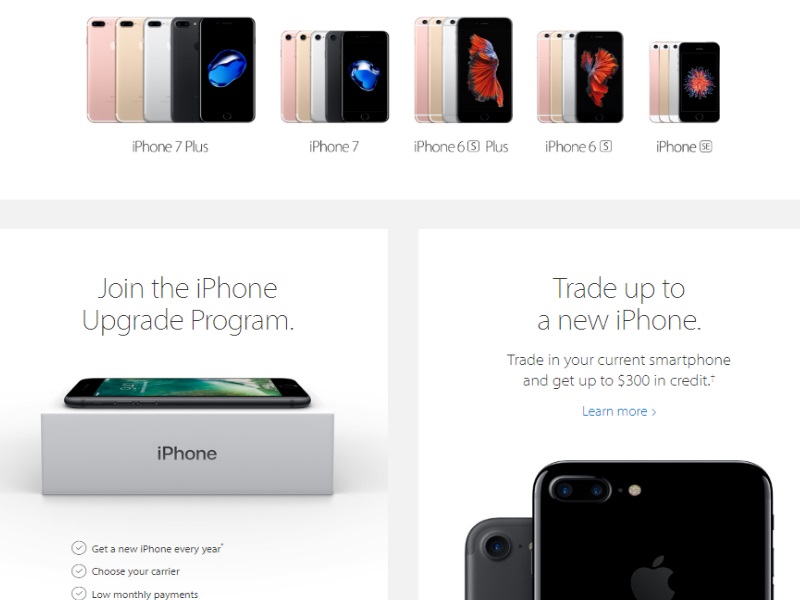 iPhone 7 Plus
iPhone 7
iPhone 6S Plus
iPhone 6S
iPhone SE
Join the iPhone
Upgrade Program.
iPhone
Get a new iPhone every year*
Choose your carrier
Low monthly payments
Trade up to
a new iPhone.
Trade in your current smartphone
and get up to $300 in credit.‡
Learn more >